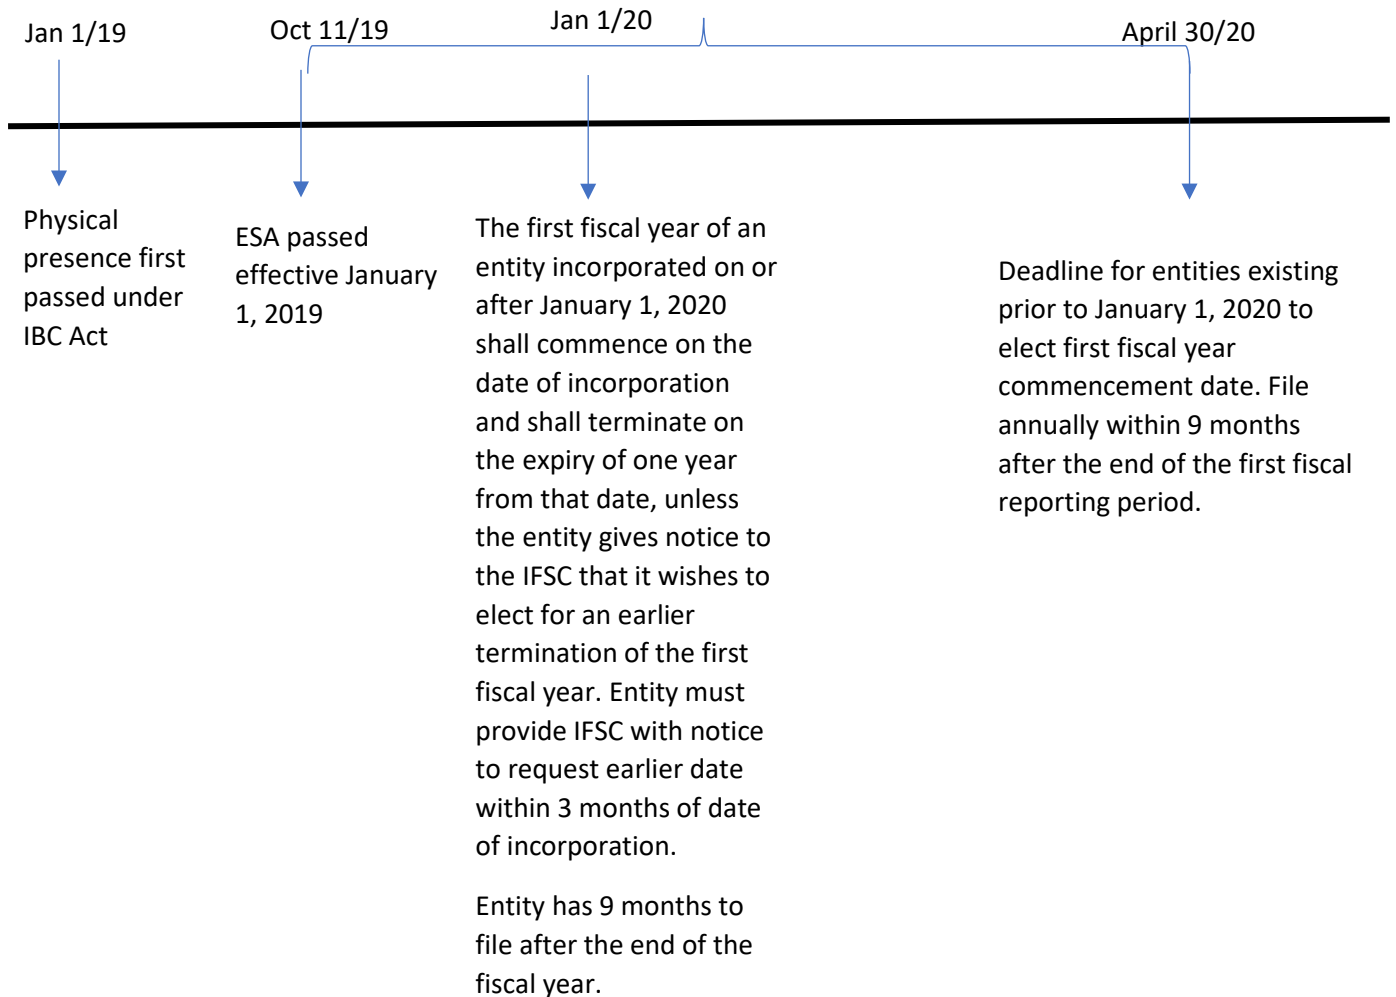 Jan 1/19
Oct 11/19
Jan 1/20
April 30/20
Physical
presence first
passed under
IBC Act
ESA passed
effective January
1, 2019
The first fiscal year of an
entity incorporated on or
after January 1, 2020
shall commence on the
date of incorporation
and shall terminate on
the expiry of one year
from that date, unless
the entity gives notice to
the IFSC that it wishes to
elect for an earlier
termination of the first
fiscal year. Entity must
provide IFSC with notice
to request earlier date
within 3 months of date
of incorporation.
Entity has 9 months to
file after the end of the
fiscal year.
Deadline for entities existing
prior to January 1, 2020 to
elect first fiscal year
commencement date. File
annually within 9 months
after the end of the first fiscal
reporting period.